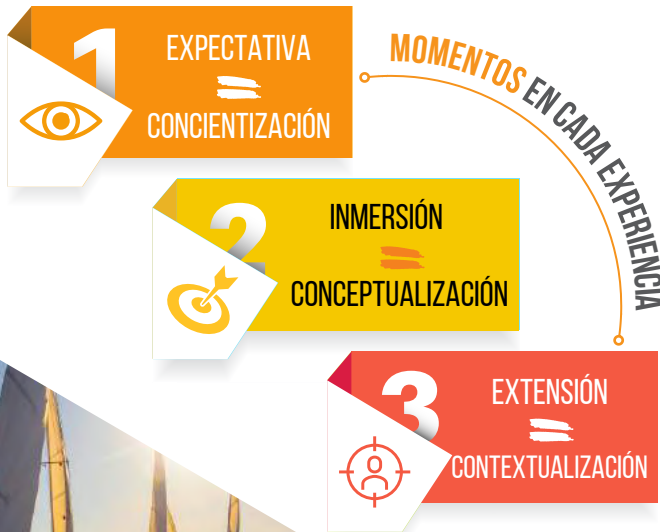 1
EXPECTATIVA
=
CONCIENTIZACIÓN
MOMENTOS EN CADA EXPERIENCIA
2
INMERSIÓN
=
CONCEPTUALIZACIÓN
3
EXTENSIÓN
=
CONTEXTUALIZACIÓN